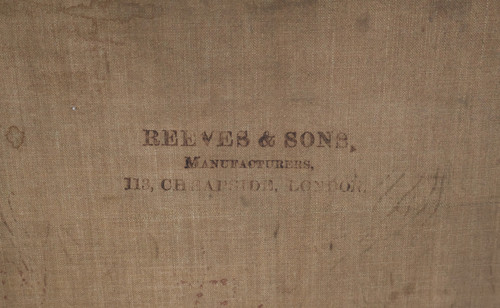 REEVES & SONS,
MANUFACTURERS,
113, CHEAPSIDE, LONDON.